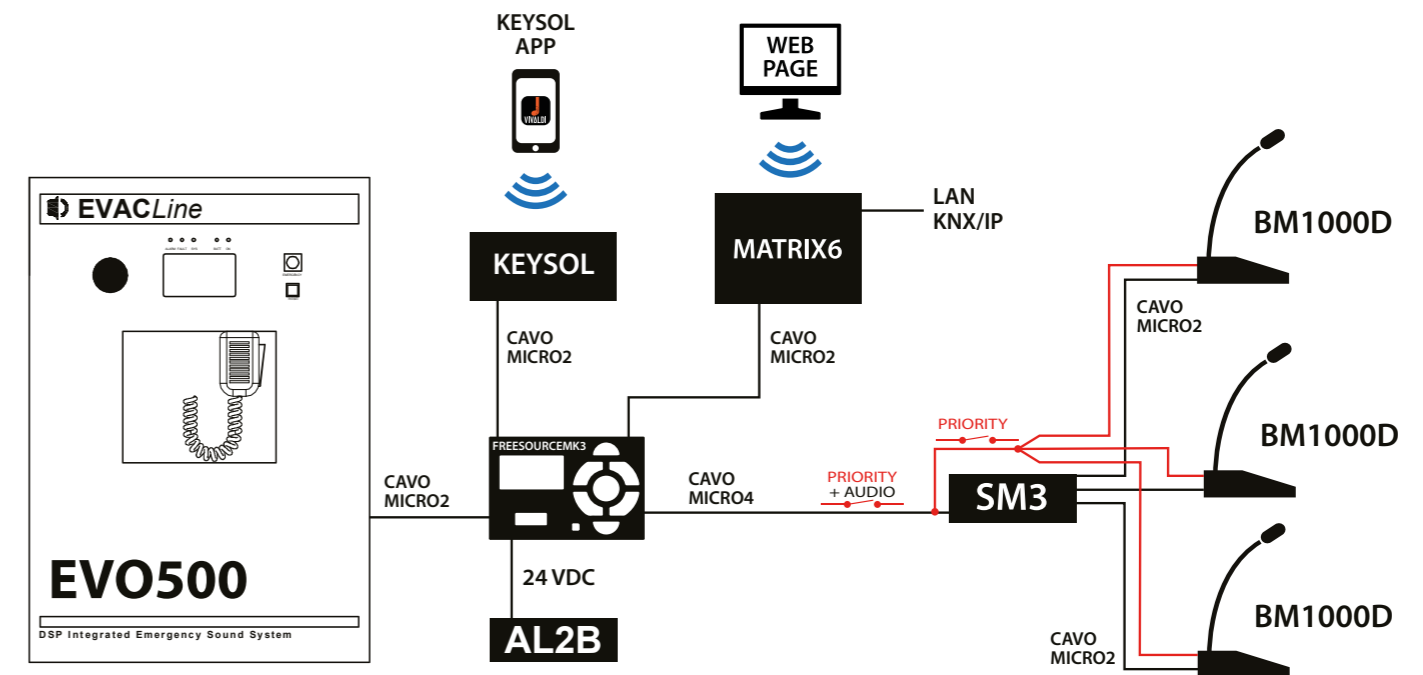 KEYSOL
APP
VIVALDI
WEB
PAGE
EVACLine
KEYSOL
MATRIX6
LAN
KNX/IP
BM1000D
CAVO
MICRO2
CAVO
MICRO2
CAVO
MICRO2
FREESOURCEMK3
PRIORITY
BM1000D
CAVO
MICRO2
CAVO
MICRO4
PRIORITY
+ AUDIO
SM3
EVO500
24 VDC
DSP Integrated Emergency Sound System
AL2B
BM1000D
CAVO
MICRO2